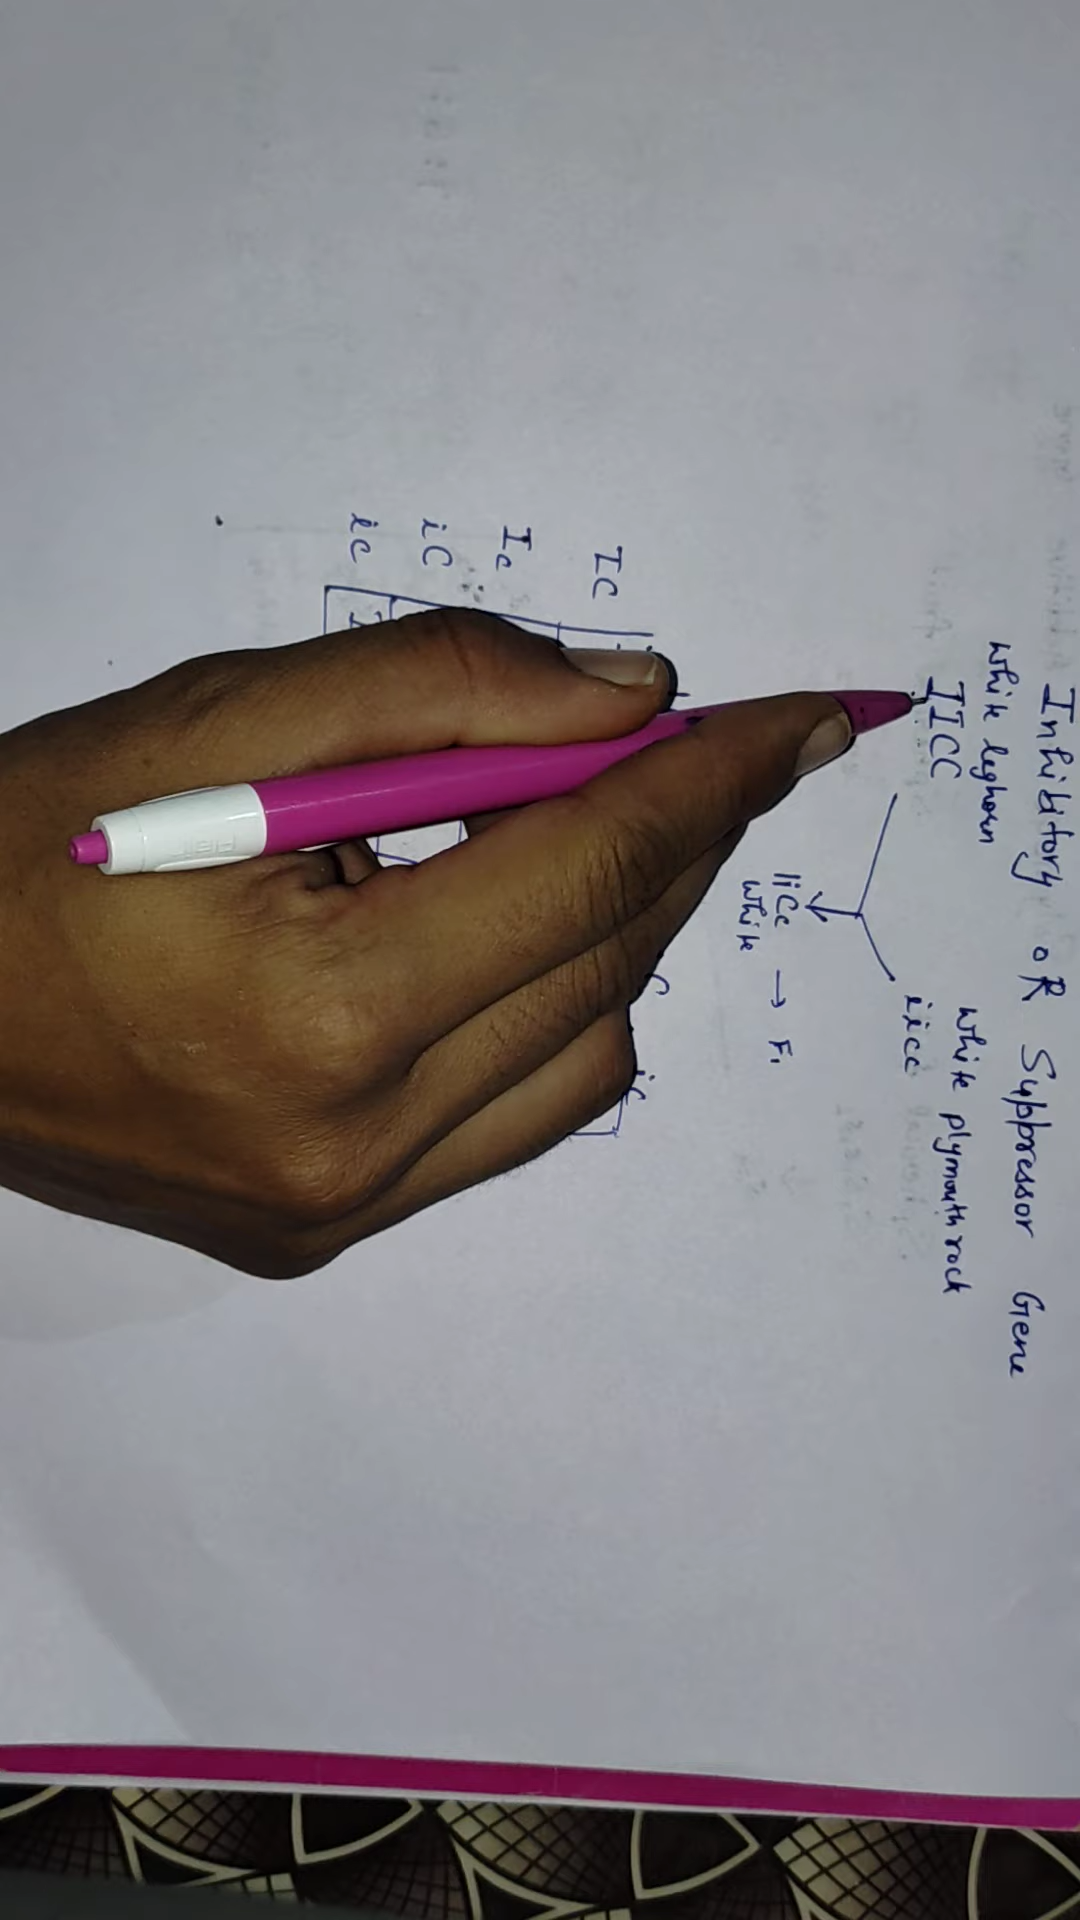 Inhibitory oR Suppressor Gene
White leghorn White plymouth rock
IICC iicc
IiCc → F₁
White
IC
Ic
iC
ic